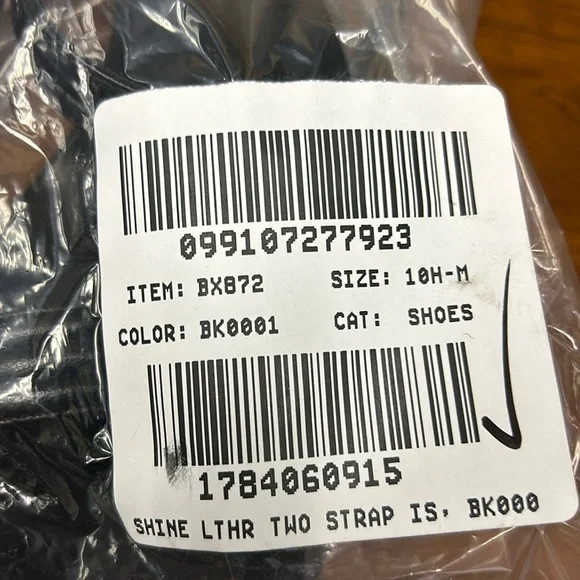 099107277923
ITEM: BX872 SIZE: 10H-M
COLOR: BK0001 CAT: SHOES
1784060915
SHINE LTHR TWO STRAP IS, BK000